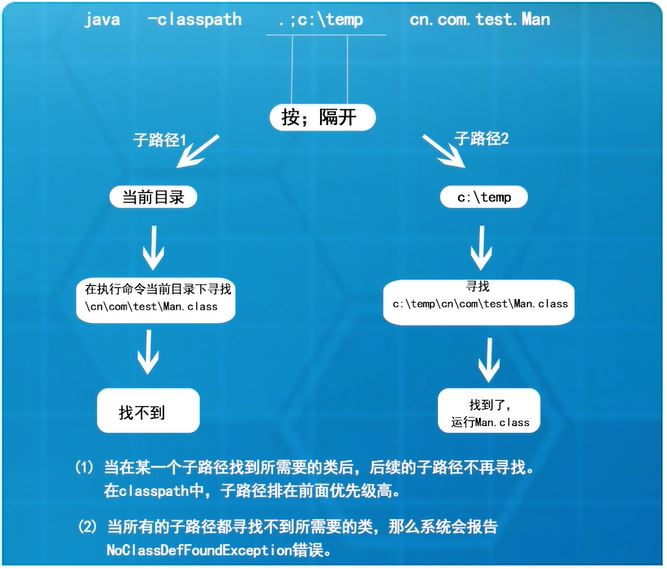 java -classpath .;c:\temp cn.com.test.Man
按；隔开
子路径1
子路径2
当前目录
c:\temp
在执行命令当前目录下寻找
\cn\com\test\Man.class
寻找
c:\temp\cn\com\test\Man.class
找不到
找到了，
运行Man.class
(1) 当在某一个子路径找到所需要的类后，后续的子路径不再寻找。
在classpath中，子路径排在前面优先级高。
(2) 当所有的子路径都寻找不到所需要的类，那么系统会报告
NoClassDefFoundException错误。